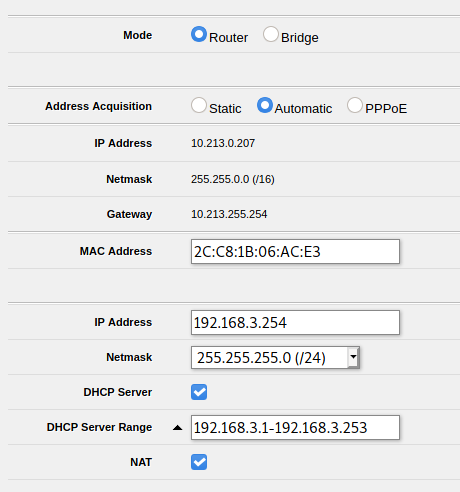 Mode Router Bridge
Address Acquisition Static Automatic PPPoE
IP Address 10.213.0.207
Netmask 255.255.0.0 (/16)
Gateway 10.213.255.254
MAC Address 2C:C8:1B:06:AC:E3
IP Address 192.168.3.254
Netmask 255.255.255.0 (/24)
DHCP Server
DHCP Server Range 192.168.3.1-192.168.3.253
NAT